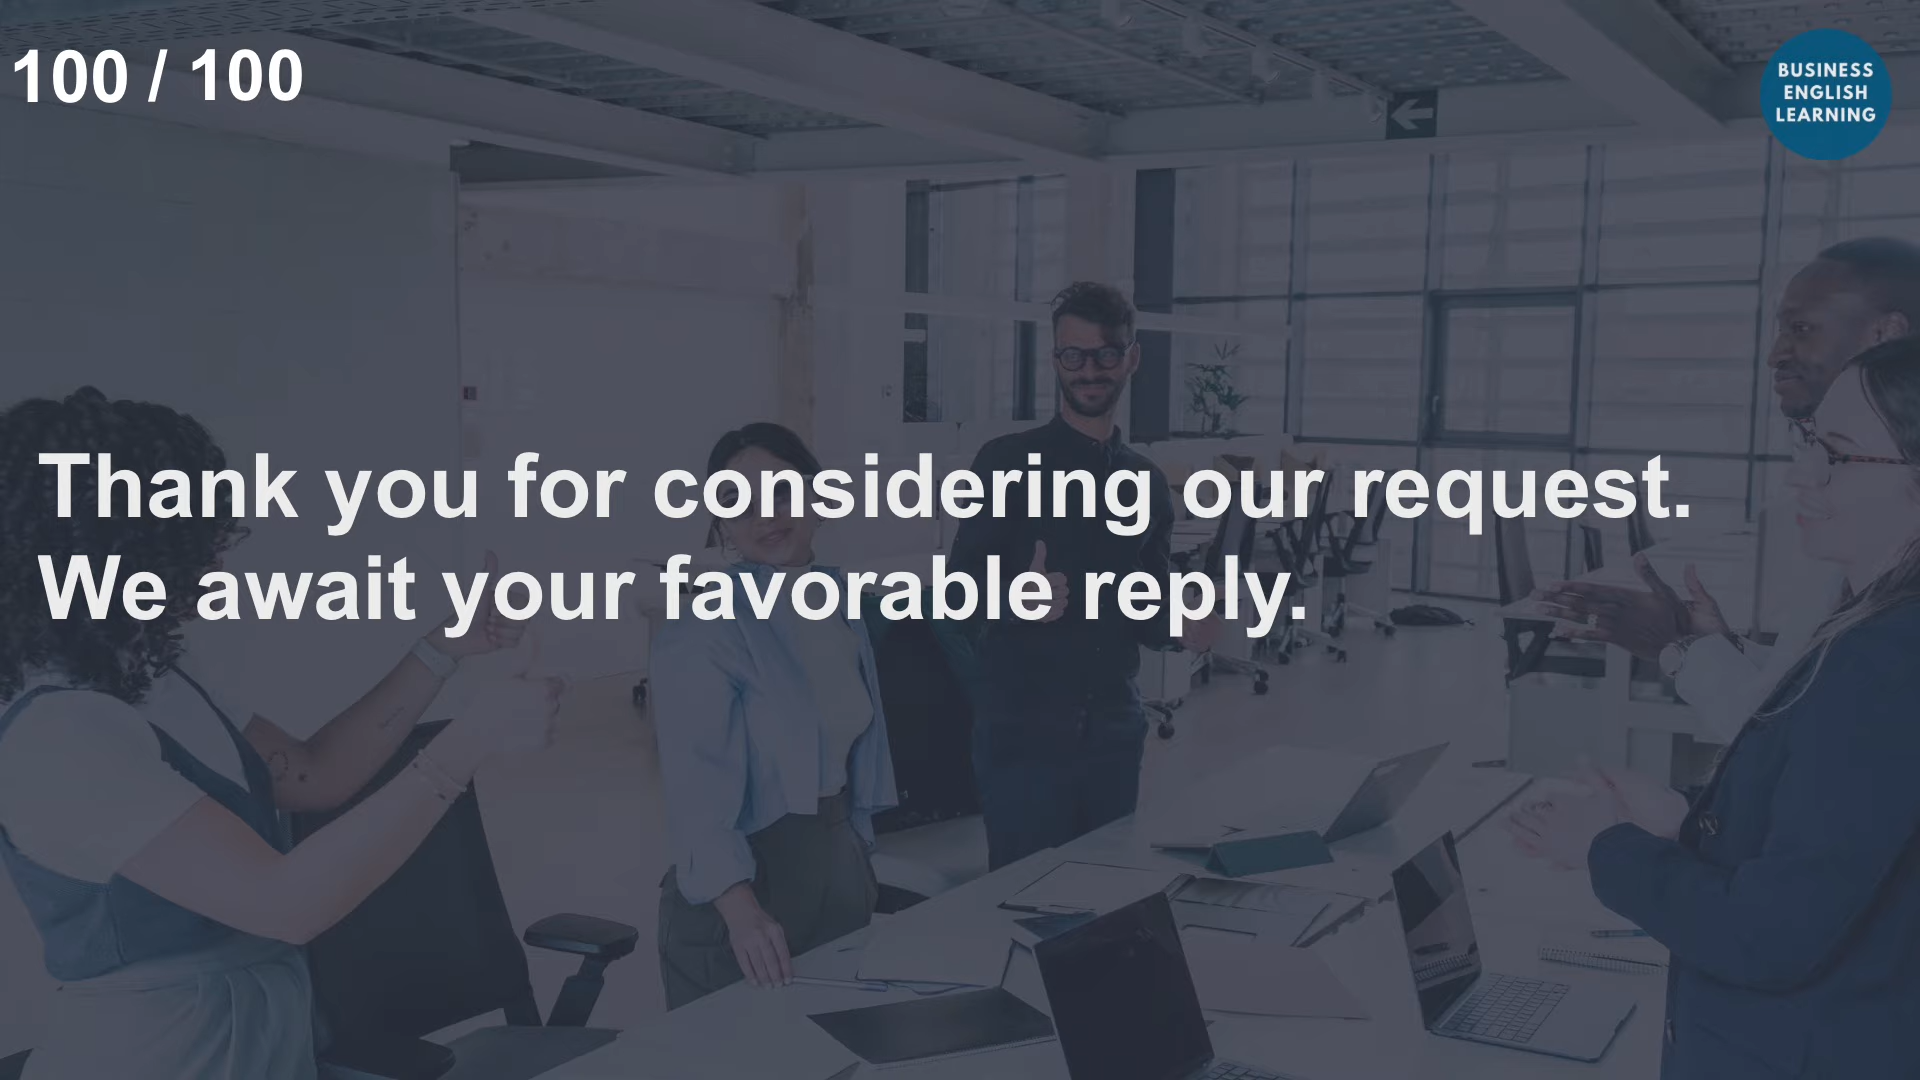 100 / 100
BUSINESS
ENGLISH
LEARNING
Thank you for considering our request.
We await your favorable reply.